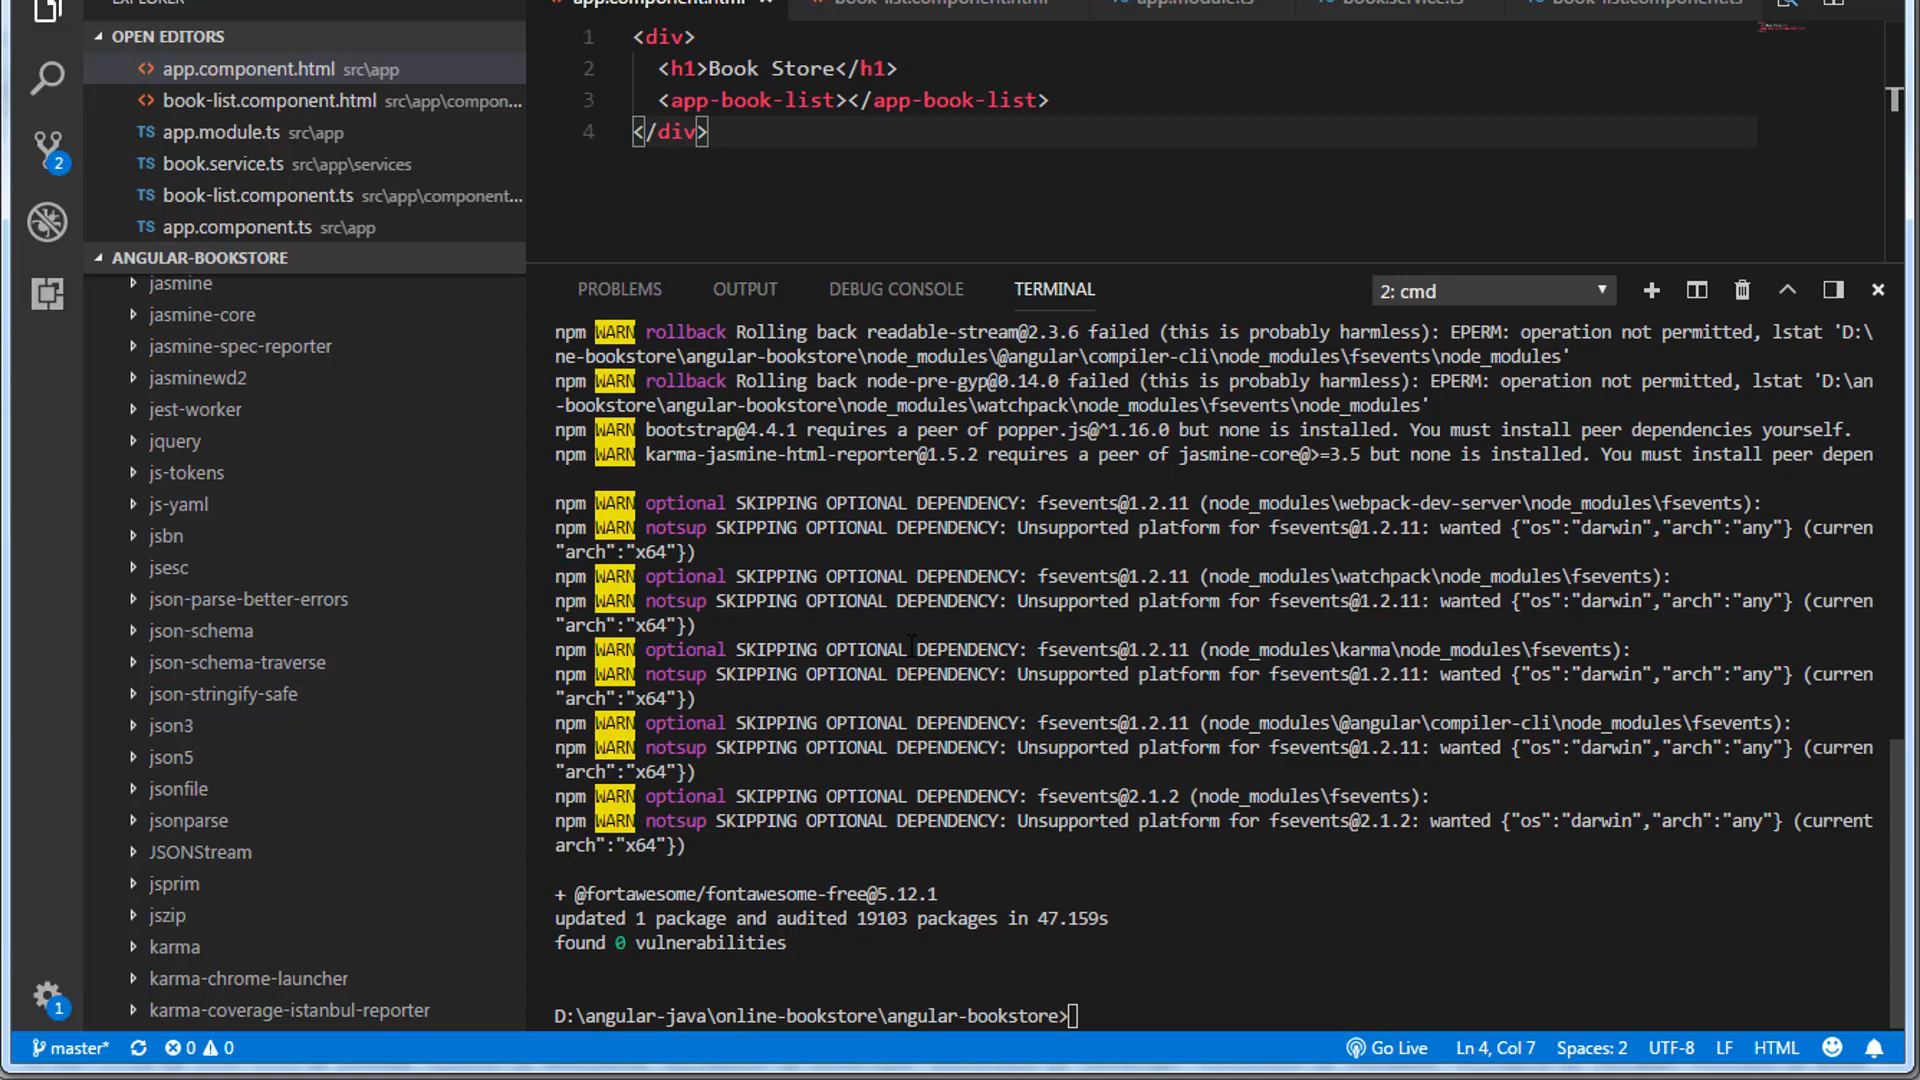 EXPLORER
app.component.html × book-list.component.html app.module.ts book.service.ts book-list.component.ts
OPEN EDITORS
app.component.html src\app
book-list.component.html src\app\compon...
TS app.module.ts src\app
TS book.service.ts src\app\services
TS book-list.component.ts src\app\component...
TS app.component.ts src\app
2
ANGULAR-BOOKSTORE
jasmine
jasmine-core
jasmine-spec-reporter
jasminewd2
jest-worker
jquery
js-tokens
js-yaml
jsbn
jsesc
json-parse-better-errors
json-schema
json-schema-traverse
json-stringify-safe
json3
json5
jsonfile
jsonparse
JSONStream
jsprim
jszip
karma
karma-chrome-launcher
karma-coverage-istanbul-reporter
1
1 <div>
2 <h1>Book Store</h1>
3 <app-book-list></app-book-list>
4 </div>
PROBLEMS OUTPUT DEBUG CONSOLE TERMINAL 2: cmd
npm WARN rollback Rolling back readable-stream@2.3.6 failed (this is probably harmless): EPERM: operation not permitted, lstat 'D:\
ne-bookstore\angular-bookstore\node_modules\@angular\compiler-cli\node_modules\fsevents\node_modules'
npm WARN rollback Rolling back node-pre-gyp@0.14.0 failed (this is probably harmless): EPERM: operation not permitted, lstat 'D:\an
-bookstore\angular-bookstore\node_modules\watchpack\node_modules\fsevents\node_modules'
npm WARN bootstrap@4.4.1 requires a peer of popper.js@^1.16.0 but none is installed. You must install peer dependencies yourself.
npm WARN karma-jasmine-html-reporter@1.5.2 requires a peer of jasmine-core@>=3.5 but none is installed. You must install peer depen
npm WARN optional SKIPPING OPTIONAL DEPENDENCY: fsevents@1.2.11 (node_modules\webpack-dev-server\node_modules\fsevents):
npm WARN notsup SKIPPING OPTIONAL DEPENDENCY: Unsupported platform for fsevents@1.2.11: wanted {"os":"darwin","arch":"any"} (curren
"arch":"x64"})
npm WARN optional SKIPPING OPTIONAL DEPENDENCY: fsevents@1.2.11 (node_modules\watchpack\node_modules\fsevents):
npm WARN notsup SKIPPING OPTIONAL DEPENDENCY: Unsupported platform for fsevents@1.2.11: wanted {"os":"darwin","arch":"any"} (curren
"arch":"x64"})
npm WARN optional SKIPPING OPTIONAL DEPENDENCY: fsevents@1.2.11 (node_modules\karma\node_modules\fsevents):
npm WARN notsup SKIPPING OPTIONAL DEPENDENCY: Unsupported platform for fsevents@1.2.11: wanted {"os":"darwin","arch":"any"} (curren
"arch":"x64"})
npm WARN optional SKIPPING OPTIONAL DEPENDENCY: fsevents@1.2.11 (node_modules\@angular\compiler-cli\node_modules\fsevents):
npm WARN notsup SKIPPING OPTIONAL DEPENDENCY: Unsupported platform for fsevents@1.2.11: wanted {"os":"darwin","arch":"any"} (curren
"arch":"x64"})
npm WARN optional SKIPPING OPTIONAL DEPENDENCY: fsevents@2.1.2 (node_modules\fsevents):
npm WARN notsup SKIPPING OPTIONAL DEPENDENCY: Unsupported platform for fsevents@2.1.2: wanted {"os":"darwin","arch":"any"} (current
arch":"x64"})
+ @fortawesome/fontawesome-free@5.12.1
updated 1 package and audited 19103 packages in 47.159s
found 0 vulnerabilities
D:\angular-java\online-bookstore\angular-bookstore>
master* 0 0 Go Live Ln 4, Col 7 Spaces: 2 UTF-8 LF HTML